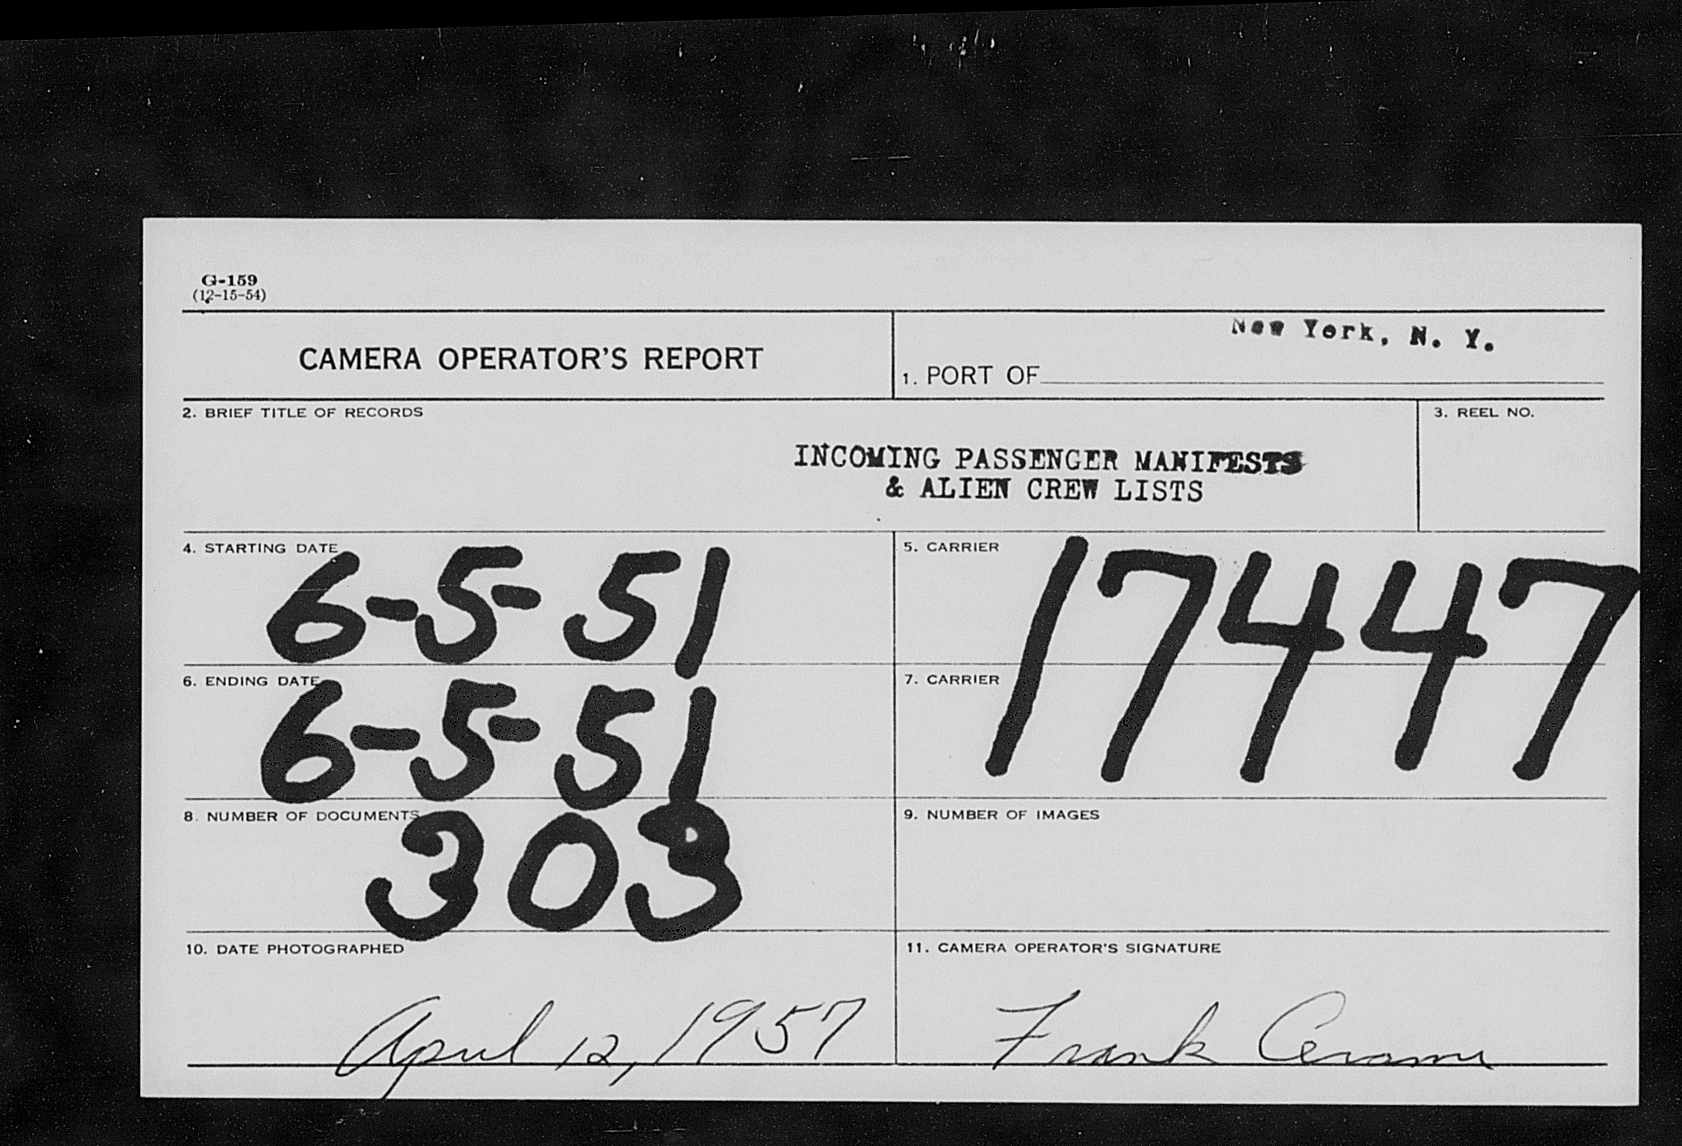 G-159
(12-15-54)
CAMERA OPERATOR'S REPORT
New York, N. Y.
1. PORT OF
2. BRIEF TITLE OF RECORDS
3. REEL NO.
INCOMING PASSENGER MANIFESTS
& ALIEN CREW LISTS
4. STARTING DATE
6-5-51
5. CARRIER
17447
6. ENDING DATE
6-5-51
7. CARRIER
8. NUMBER OF DOCUMENTS
303
9. NUMBER OF IMAGES
10. DATE PHOTOGRAPHED
April 12, 1957
11. CAMERA OPERATOR'S SIGNATURE
Frank